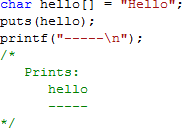 char hello[] = "Hello";
puts(hello);
printf("-----\n");
/*
Prints:
hello
-----
*/